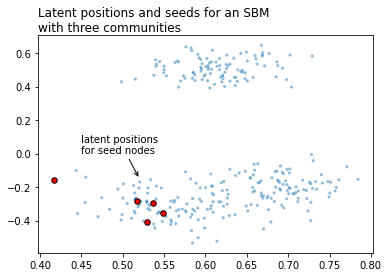 Latent positions and seeds for an SBM
with three communities
0.6
0.4
0.2
0.0
−0.2
−0.4
latent positions
for seed nodes
0.40 0.45 0.50 0.55 0.60 0.65 0.70 0.75 0.80